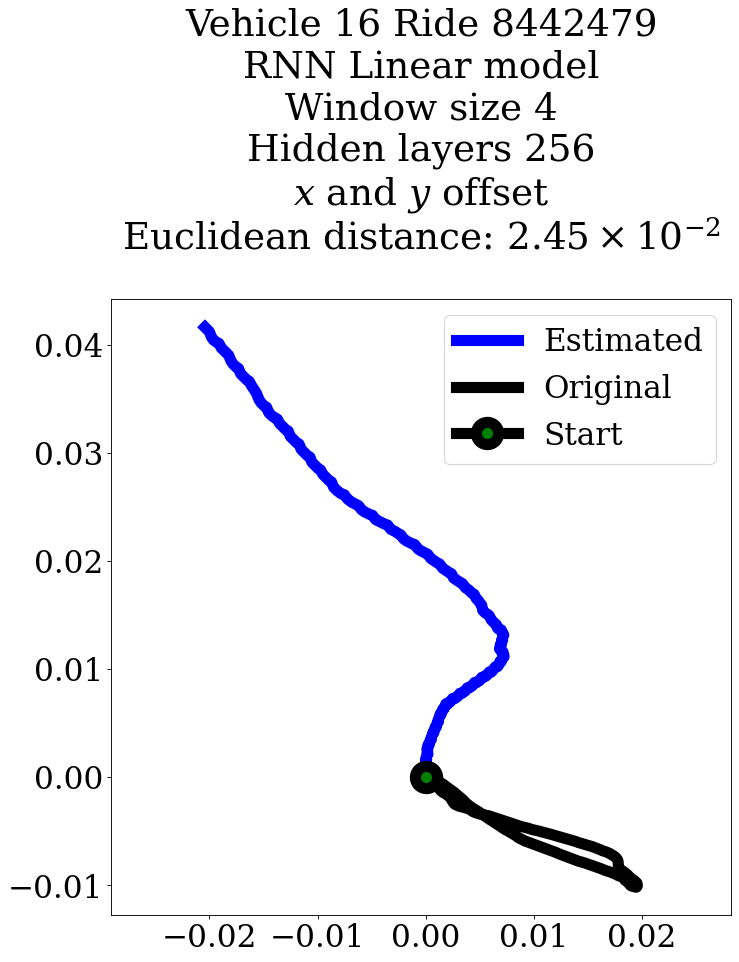 Vehicle 16 Ride 8442479
RNN Linear model
Window size 4
Hidden layers 256
x and y offset
Euclidean distance: 2.45 × 10⁻²
Estimated
Original
Start
0.04
0.03
0.02
0.01
0.00
−0.01
−0.02 −0.01 0.00 0.01 0.02